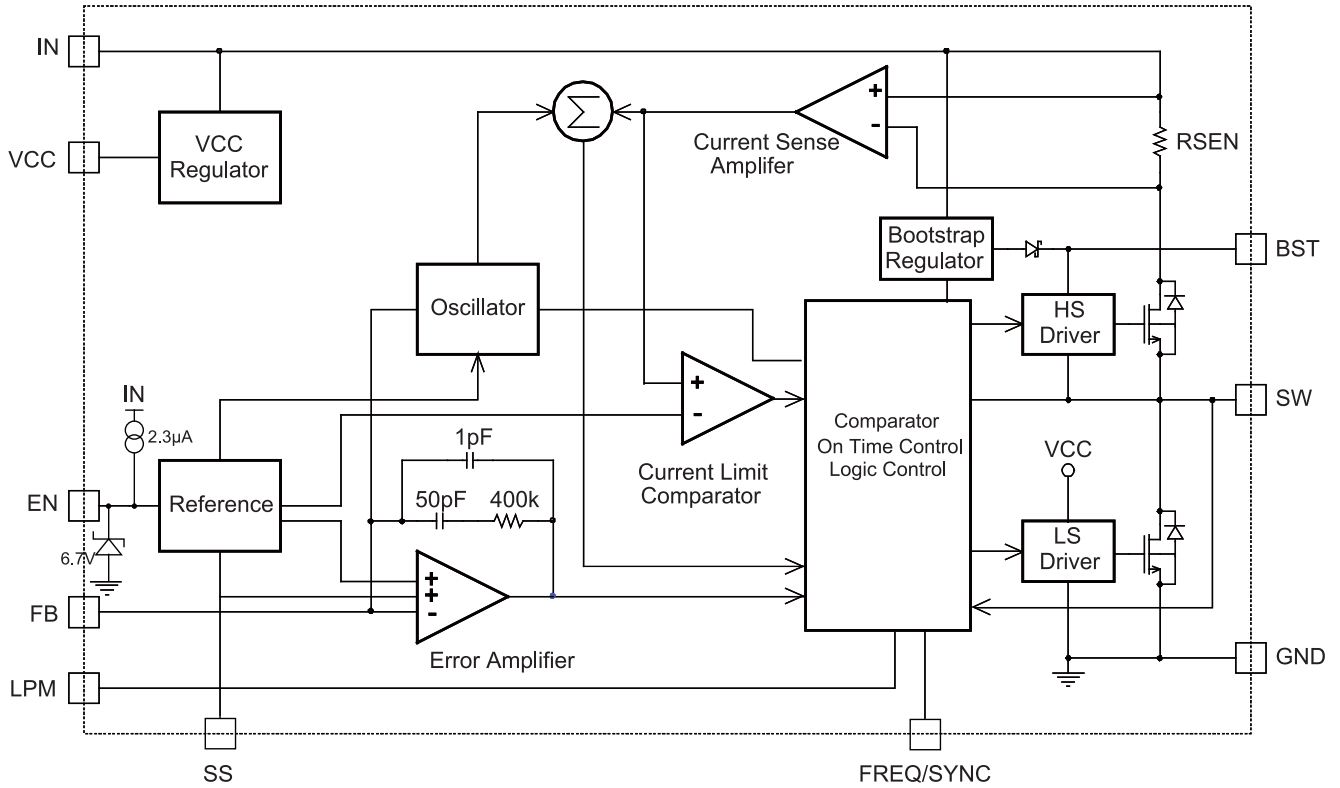 IN
VCC
VCC
Regulator
Σ
+
-
Current Sense
Amplifer
RSEN
Bootstrap
Regulator
BST
Oscillator
HS
Driver
IN
2.3µA
+
-
Current Limit
Comparator
Comparator
On Time Control
Logic Control
SW
1pF
50pF
400k
VCC
EN
Reference
6.7V
LS
Driver
FB
+
+
-
Error Amplifier
LPM
GND
SS
FREQ/SYNC